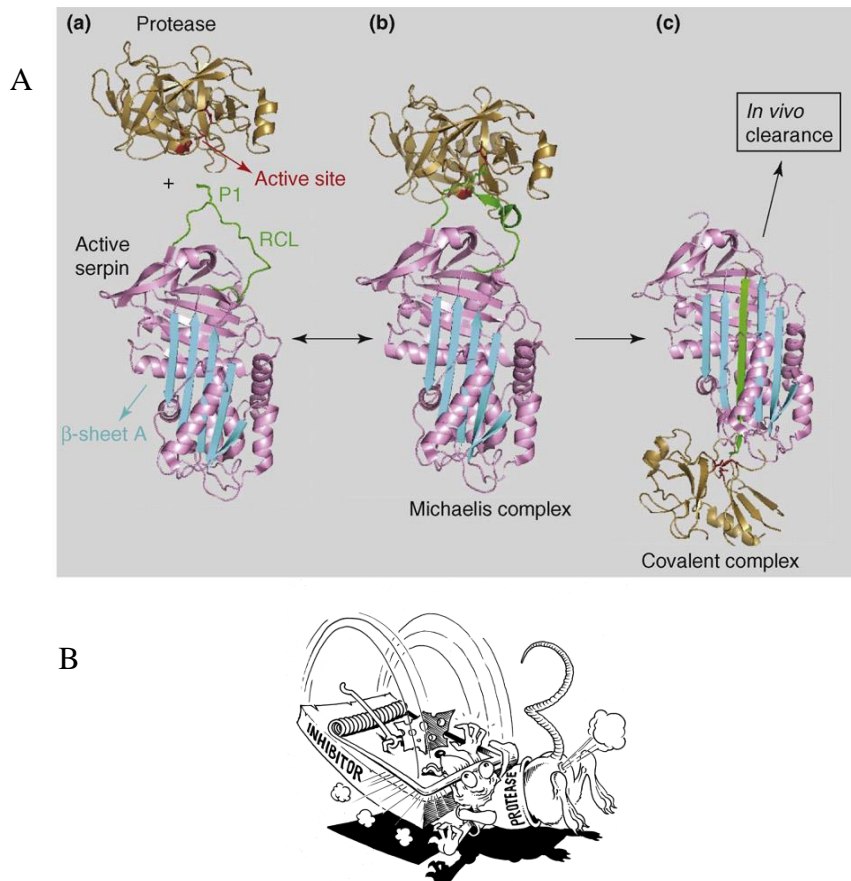 A
(a)
Protease
Active site
+
P1
RCL
Active
serpin
β-sheet A
(b)
Michaelis complex
(c)
In vivo
clearance
Covalent complex
B
INHIBITOR
PROTEASE